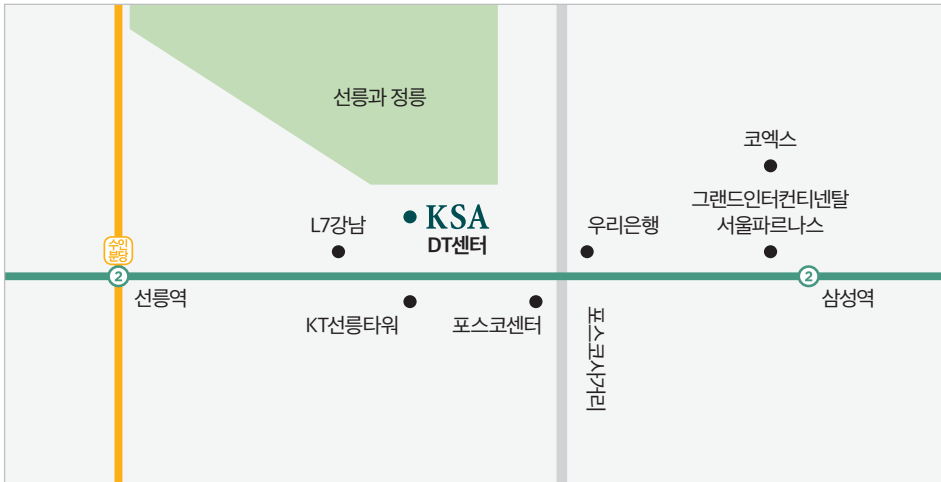 선릉과 정릉
코엑스
그랜드인터컨티넨탈
서울파르나스
우리은행
L7강남
KSA
DT센터
수인
분당
2
선릉역
2
삼성역
KT선릉타워
포스코센터
포스코사거리